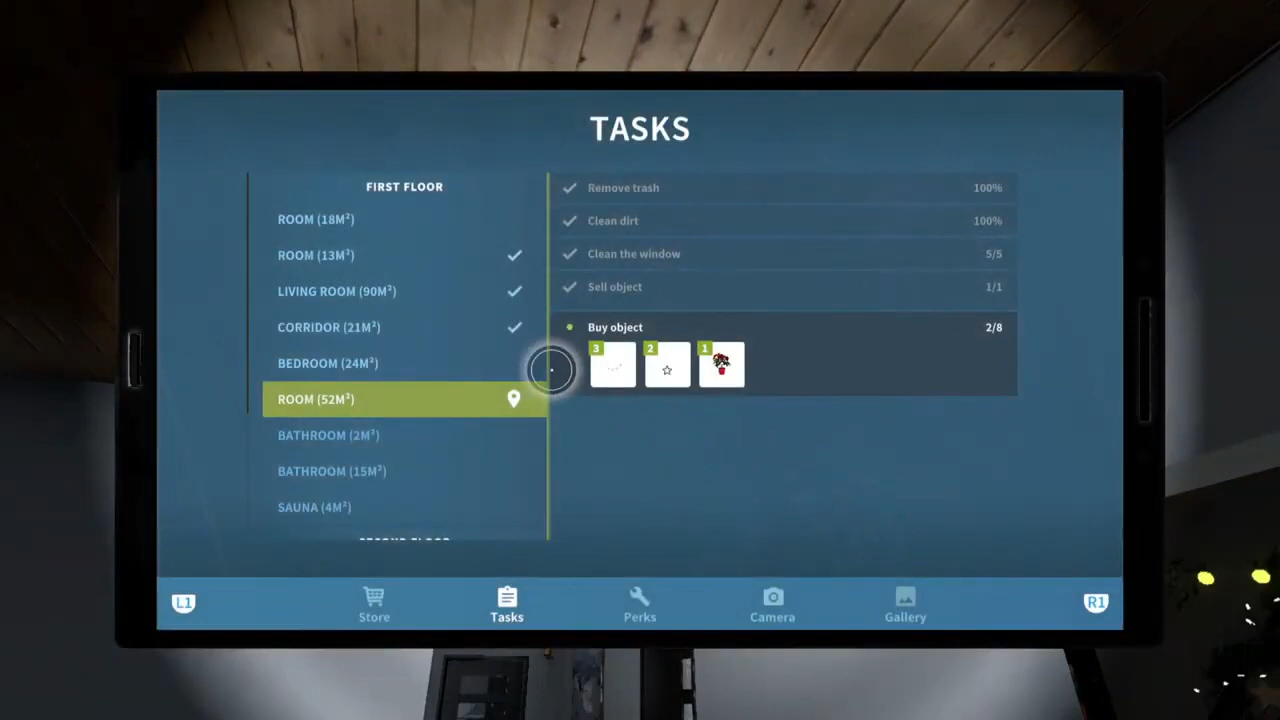 TASKS
FIRST FLOOR
ROOM (18M²)
ROOM (13M²)
LIVING ROOM (90M²)
CORRIDOR (21M²)
BEDROOM (24M²)
ROOM (52M²)
BATHROOM (2M²)
BATHROOM (15M²)
SAUNA (4M²)
SECOND FLOOR
Remove trash 100%
Clean dirt 100%
Clean the window 5/5
Sell object 1/1
Buy object 2/8
3 2 1
L1 Store Tasks Perks Camera Gallery R1